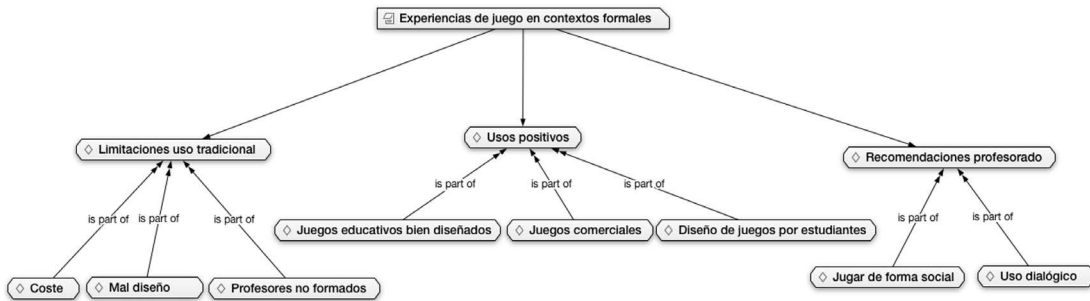 Experiencias de juego en contextos formales
Limitaciones uso tradicional
Usos positivos
Recomendaciones profesorado
is part of
is part of
is part of
is part of
is part of
is part of
is part of
is part of
Juegos educativos bien diseñados
Juegos comerciales
Diseño de juegos por estudiantes
Coste
Mal diseño
Profesores no formados
Jugar de forma social
Uso dialógico